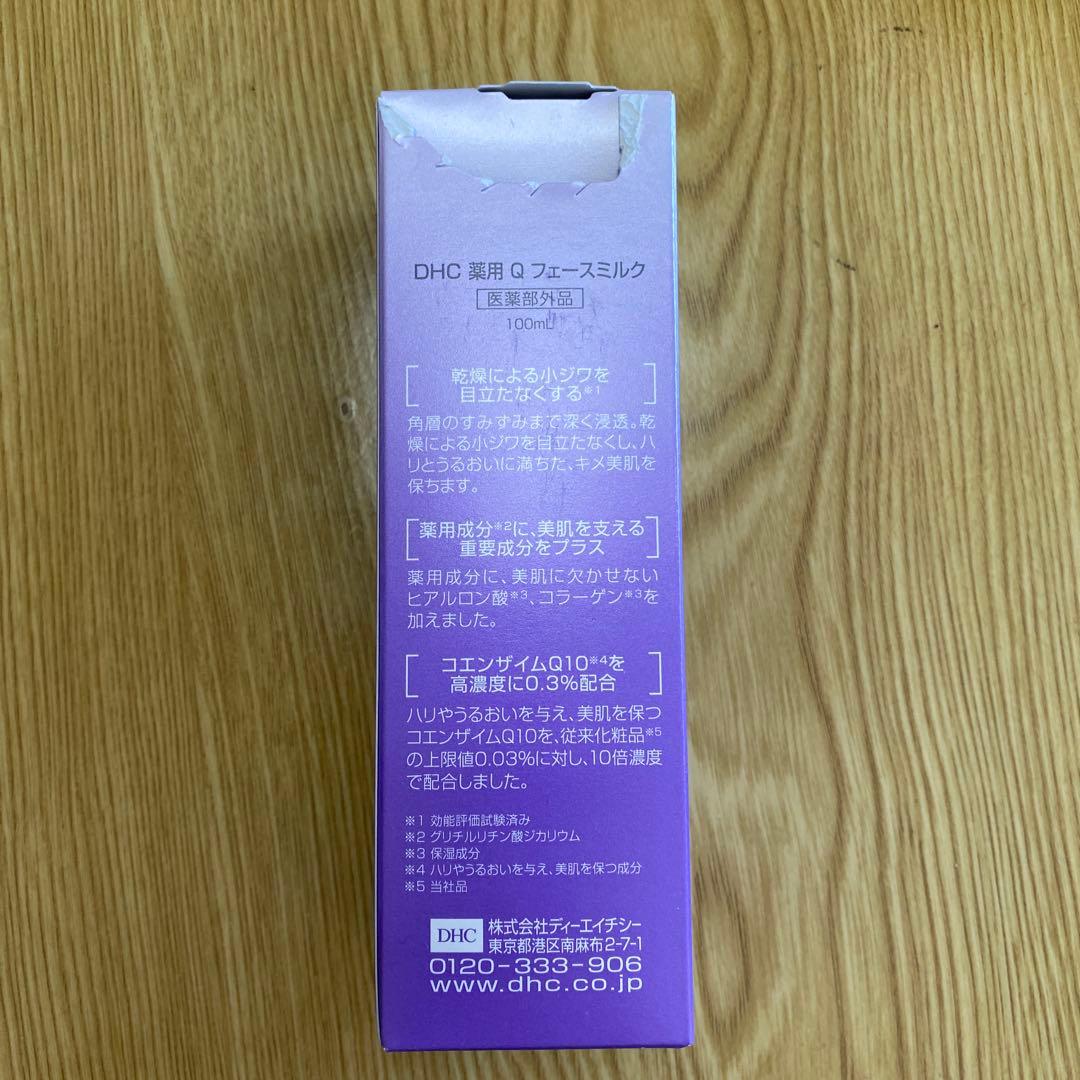 DHC 薬用 Q フェースミルク
医薬部外品
100mL
乾燥による小ジワを
目立たなくする※1
角層のすみずみまで深く浸透。乾
燥による小ジワを目立たなくし、ハ
リとうるおいに満ちた、キメ美肌を
保ちます。
薬用成分※2に、美肌を支える
重要成分をプラス
薬用成分に、美肌に欠かせない
ヒアルロン酸※3、コラーゲン※3を
加えました。
コエンザイムQ10※4を
高濃度に0.3%配合
ハリやうるおいを与え、美肌を保つ
コエンザイムQ10を、従来化粧品※5
の上限値0.03%に対し、10倍濃度
で配合しました。
※1 効能評価試験済み
※2 グリチルリチン酸ジカリウム
※3 保湿成分
※4 ハリやうるおいを与え、美肌を保つ成分
※5 当社品
DHC 株式会社ディーエイチシー
東京都港区南麻布2-7-1
0120-333-906
www.dhc.co.jp